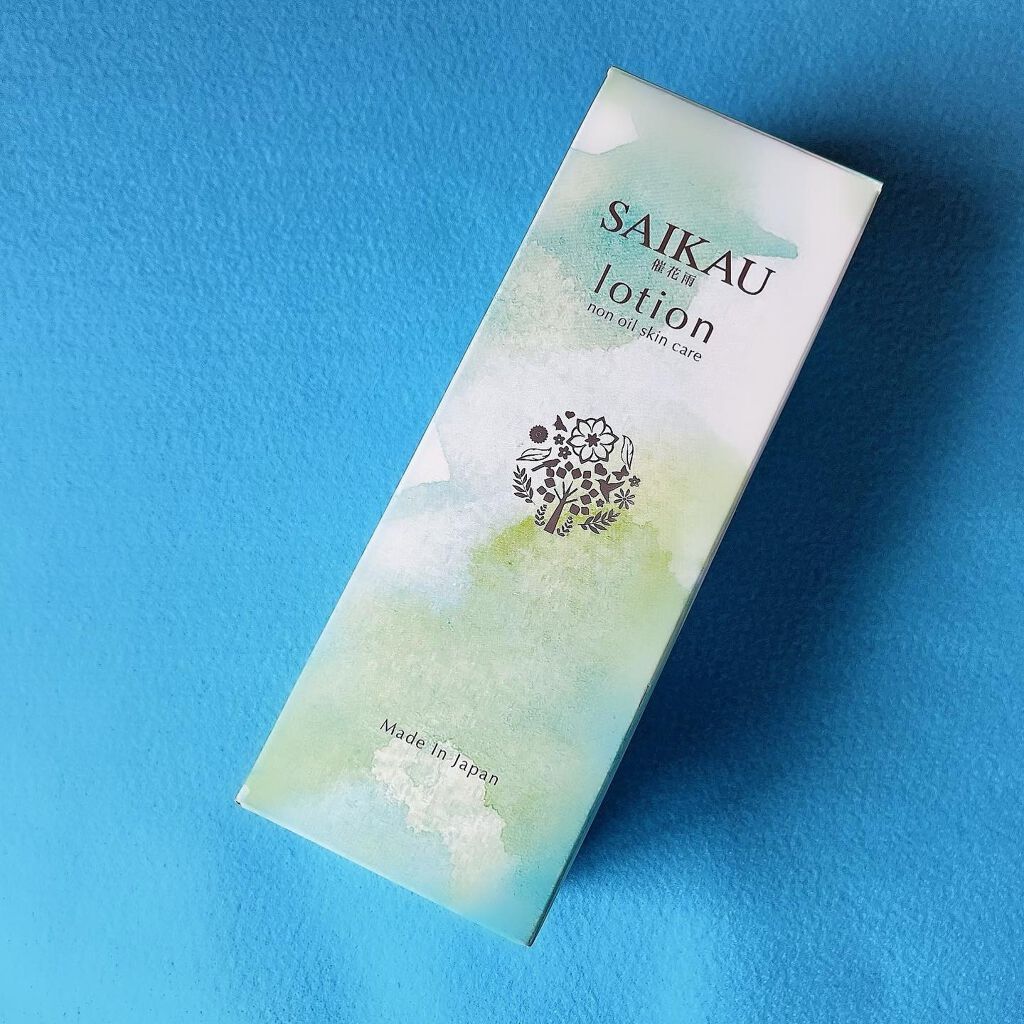 SAIKAU
催花雨
lotion
non oil skin care
Made In Japan